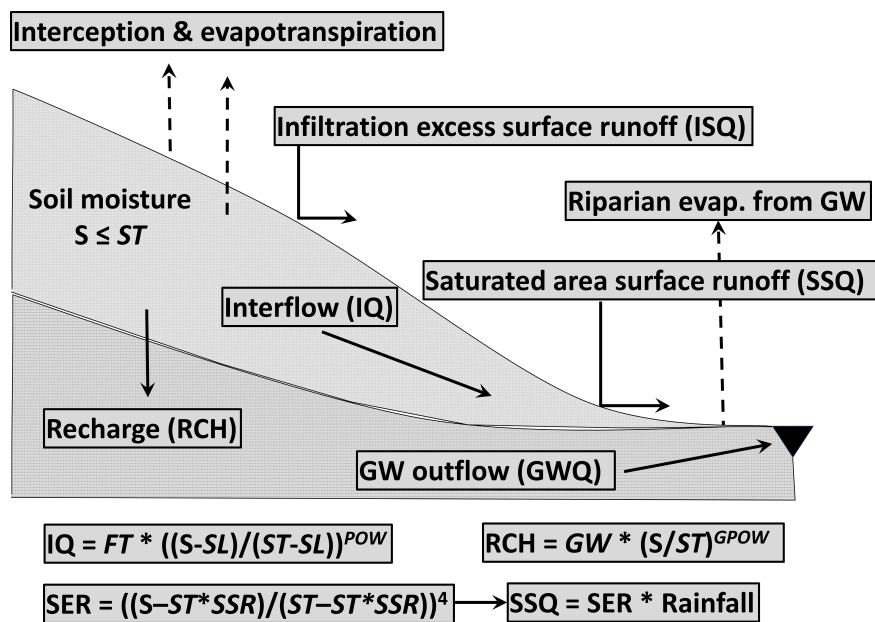 Interception & evapotranspiration
Infiltration excess surface runoff (ISQ)
Soil moisture
S ≤ ST
Riparian evap. from GW
Saturated area surface runoff (SSQ)
Interflow (IQ)
Recharge (RCH)
GW outflow (GWQ)
IQ = FT * ((S-SL)/(ST-SL))^POW
RCH = GW * (S/ST)^GPOW
SER = ((S–ST*SSR)/(ST–ST*SSR))⁴
SSQ = SER * Rainfall